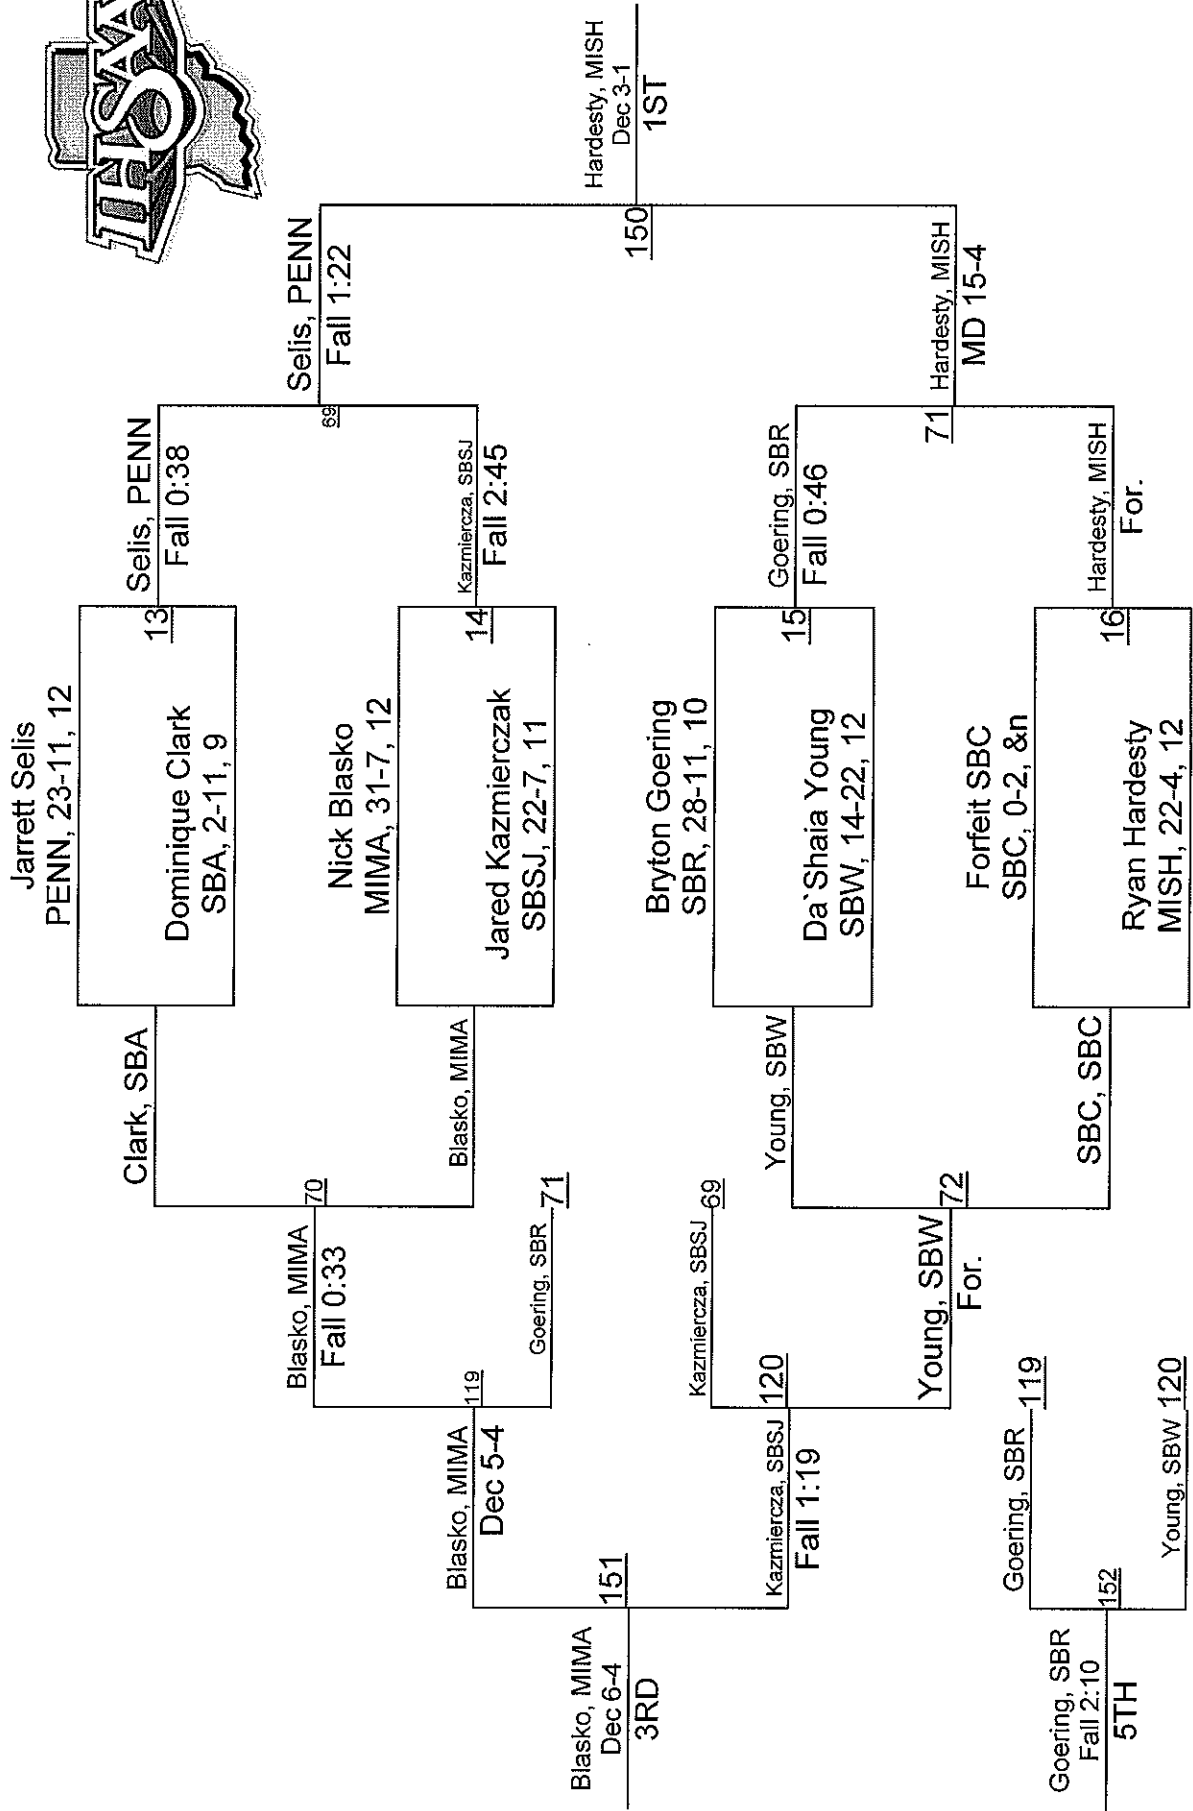 IHSAA
Jarrett Selis
PENN, 23-11, 12
Dominique Clark
SBA, 2-11, 9
13
Nick Blasko
MIMA, 31-7, 12
Jared Kazmierczak
SBSJ, 22-7, 11
14
Bryton Goering
SBR, 28-11, 10
Da`Shaia Young
SBW, 14-22, 12
15
Forfeit SBC
SBC, 0-2, &n
Ryan Hardesty
MISH, 22-4, 12
16
Selis, PENN
Fall 0:38
Kazmiercza, SBSJ
Fall 2:45
Goering, SBR
Fall 0:46
Hardesty, MISH
For.
69
Selis, PENN
Fall 1:22
71
Hardesty, MISH
MD 15-4
150
Hardesty, MISH
Dec 3-1
1ST
Clark, SBA
Blasko, MIMA
Young, SBW
SBC, SBC
70
Blasko, MIMA
Fall 0:33
Goering, SBR 71
Kazmiercza, SBSJ 69
72
Young, SBW
For.
119
Blasko, MIMA
Dec 5-4
120
Kazmiercza, SBSJ
Fall 1:19
151
Blasko, MIMA
Dec 6-4
3RD
Goering, SBR 119
Young, SBW 120
152
Goering, SBR
Fall 2:10
5TH